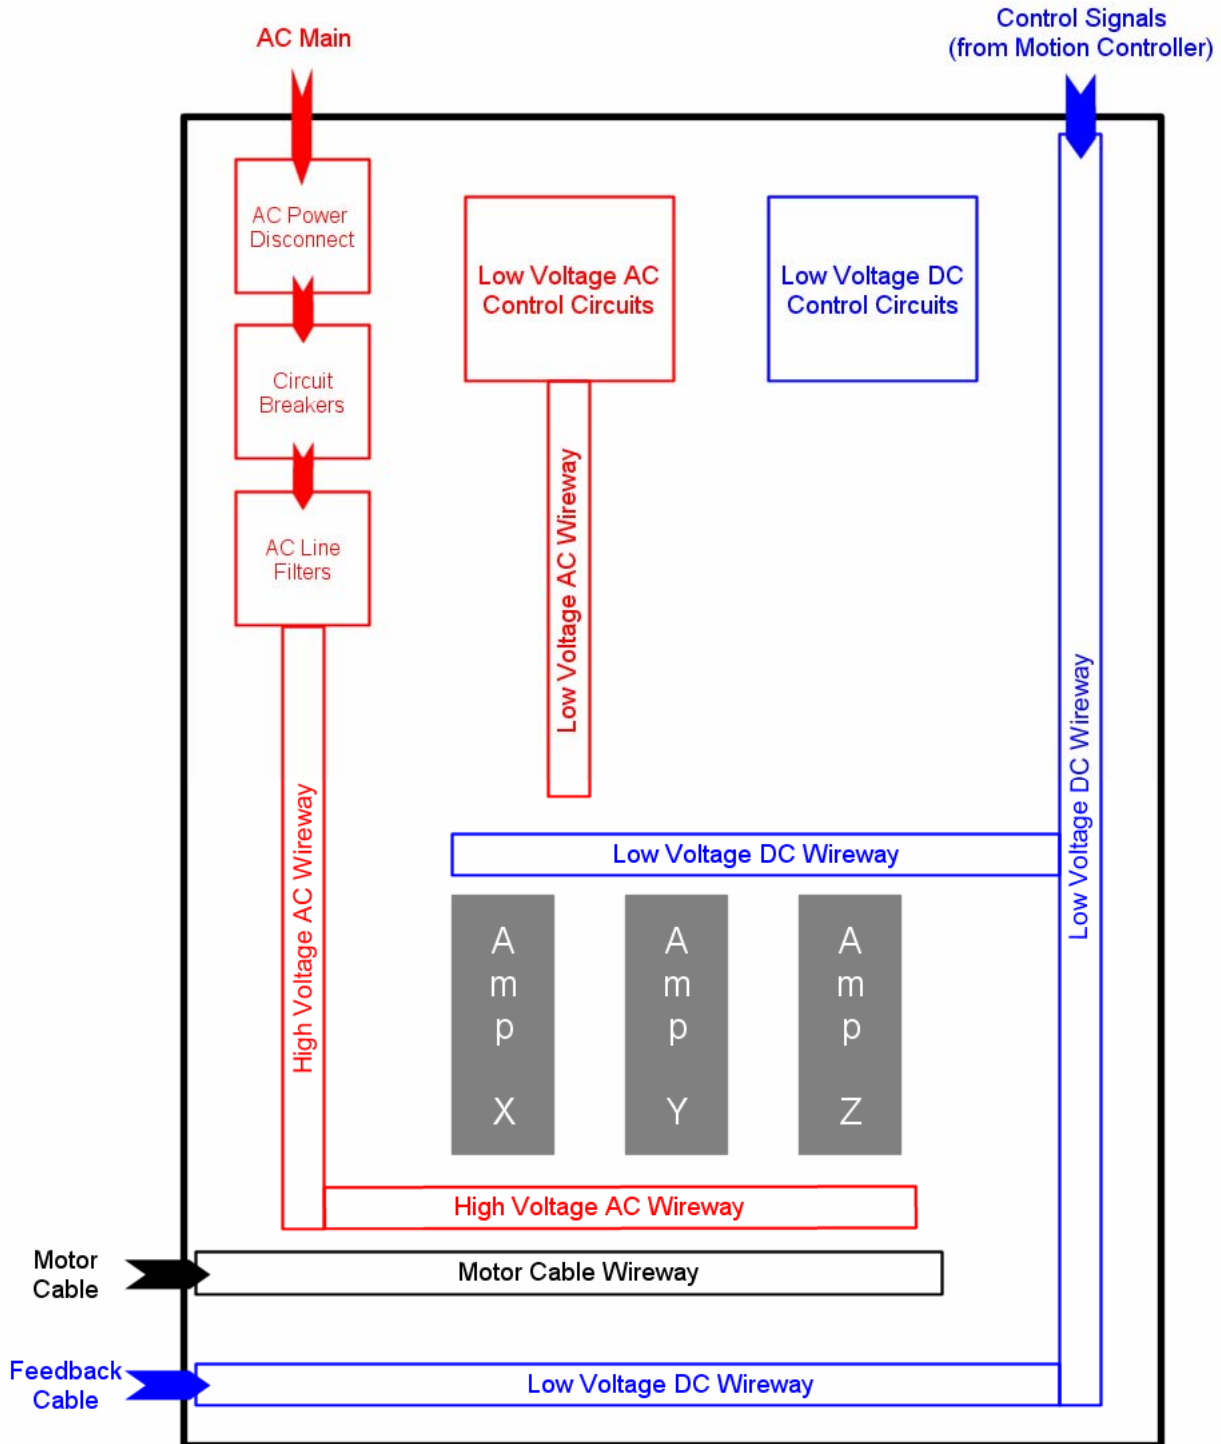 AC Main
Control Signals
(from Motion Controller)
AC Power
Disconnect
Low Voltage AC
Control Circuits
Low Voltage DC
Control Circuits
Circuit
Breakers
AC Line
Filters
Low Voltage AC Wireway
High Voltage AC Wireway
Low Voltage DC Wireway
Low Voltage DC Wireway
A
m
p
X
A
m
p
Y
A
m
p
Z
High Voltage AC Wireway
Motor
Cable
Motor Cable Wireway
Feedback
Cable
Low Voltage DC Wireway